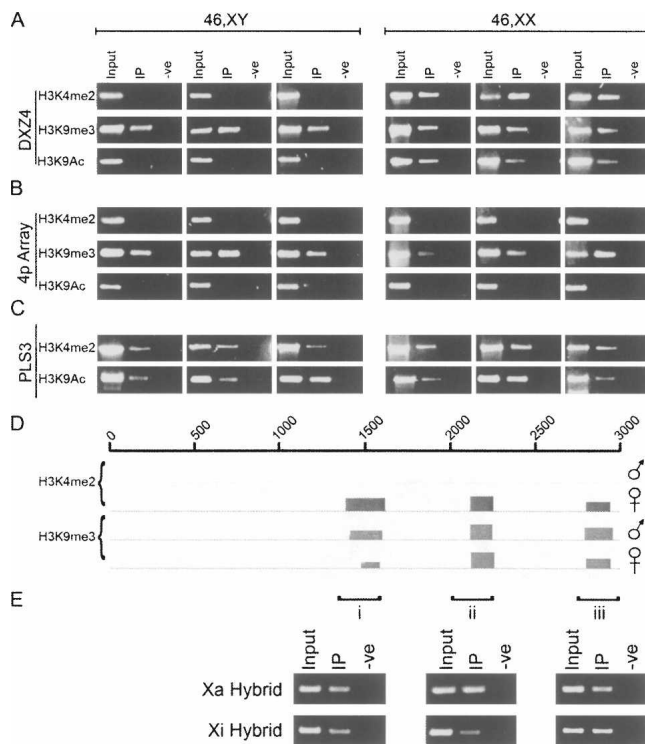 A
46,XY 46,XX
Input IP -ve Input IP -ve Input IP -ve Input IP -ve Input IP -ve Input IP -ve
DXZ4
H3K4me2
H3K9me3
H3K9Ac
B
4p Array
H3K4me2
H3K9me3
H3K9Ac
C
PLS3
H3K4me2
H3K9Ac
D
0 500 1000 1500 2000 2500 3000
H3K4me2 ♂
♀
H3K9me3 ♂
♀
E
i ii iii
Input IP -ve Input IP -ve Input IP -ve
Xa Hybrid
Xi Hybrid